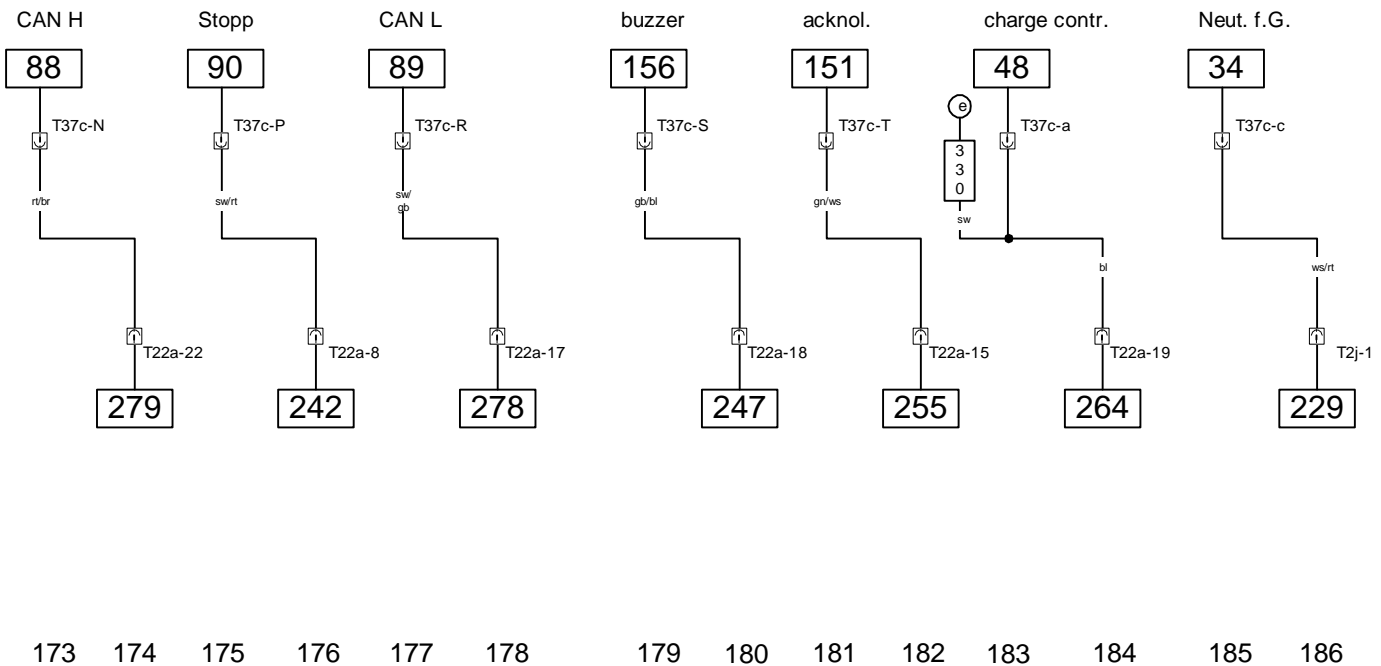 CAN H Stopp CAN L buzzer acknol. charge contr. Neut. f.G.
88 90 89 156 151 48 34
e
T37c-N T37c-P T37c-R T37c-S T37c-T T37c-a T37c-c
3
3
0
rt/br sw/rt sw/ gb/bl gn/ws
gb
sw
bl ws/rt
T22a-22 T22a-8 T22a-17 T22a-18 T22a-15 T22a-19 T2j-1
279 242 278 247 255 264 229
173 174 175 176 177 178 179 180 181 182 183 184 185 186